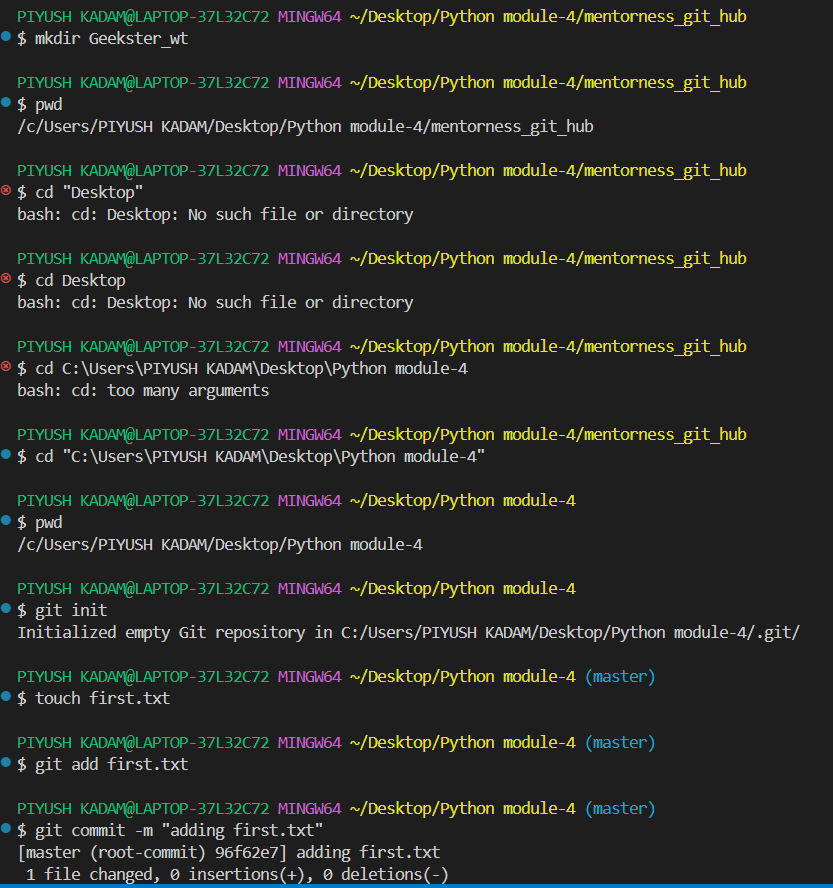 PIYUSH KADAM@LAPTOP-37L32C72 MINGW64 ~/Desktop/Python module-4/mentorness_git_hub
$ mkdir Geekster_wt
PIYUSH KADAM@LAPTOP-37L32C72 MINGW64 ~/Desktop/Python module-4/mentorness_git_hub
$ pwd
/c/Users/PIYUSH KADAM/Desktop/Python module-4/mentorness_git_hub
PIYUSH KADAM@LAPTOP-37L32C72 MINGW64 ~/Desktop/Python module-4/mentorness_git_hub
$ cd "Desktop"
bash: cd: Desktop: No such file or directory
PIYUSH KADAM@LAPTOP-37L32C72 MINGW64 ~/Desktop/Python module-4/mentorness_git_hub
$ cd Desktop
bash: cd: Desktop: No such file or directory
PIYUSH KADAM@LAPTOP-37L32C72 MINGW64 ~/Desktop/Python module-4/mentorness_git_hub
$ cd C:\Users\PIYUSH KADAM\Desktop\Python module-4
bash: cd: too many arguments
PIYUSH KADAM@LAPTOP-37L32C72 MINGW64 ~/Desktop/Python module-4/mentorness_git_hub
$ cd "C:\Users\PIYUSH KADAM\Desktop\Python module-4"
PIYUSH KADAM@LAPTOP-37L32C72 MINGW64 ~/Desktop/Python module-4
$ pwd
/c/Users/PIYUSH KADAM/Desktop/Python module-4
PIYUSH KADAM@LAPTOP-37L32C72 MINGW64 ~/Desktop/Python module-4
$ git init
Initialized empty Git repository in C:/Users/PIYUSH KADAM/Desktop/Python module-4/.git/
PIYUSH KADAM@LAPTOP-37L32C72 MINGW64 ~/Desktop/Python module-4 (master)
$ touch first.txt
PIYUSH KADAM@LAPTOP-37L32C72 MINGW64 ~/Desktop/Python module-4 (master)
$ git add first.txt
PIYUSH KADAM@LAPTOP-37L32C72 MINGW64 ~/Desktop/Python module-4 (master)
$ git commit -m "adding first.txt"
[master (root-commit) 96f62e7] adding first.txt
1 file changed, 0 insertions(+), 0 deletions(-)